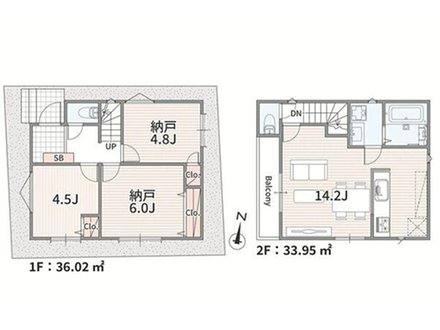 納戸
4.8J
UP
SB
Clo.
4.5J
納戸
6.0J
Clo.
Clo.
1F：36.02 ㎡
N
DN
Balcony
14.2J
2F：33.95 ㎡